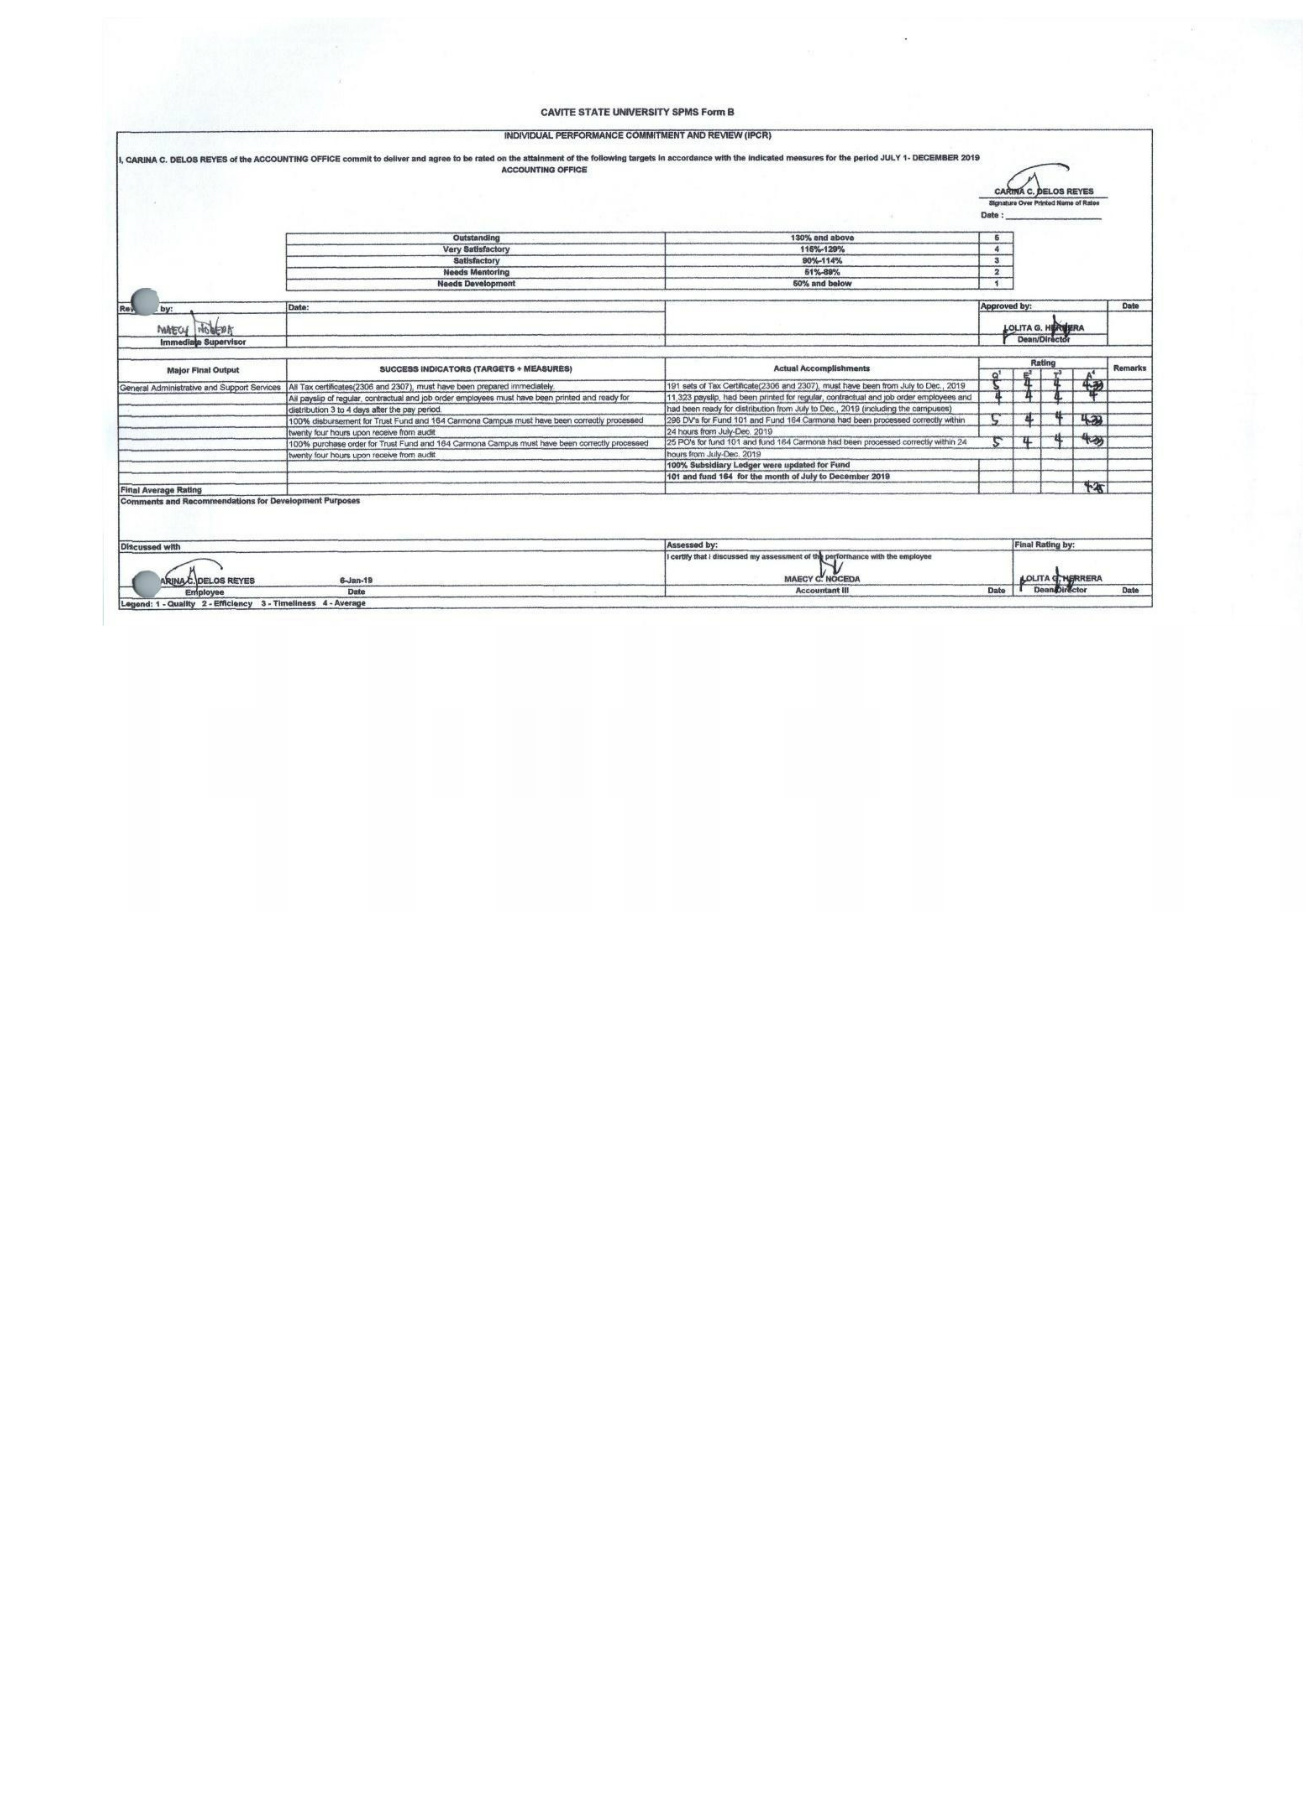 CAVITE STATE UNIVERSITY SPMS Form B
INDIVIDUAL PERFORMANCE COMMITMENT AND REVIEW (IPCR)
I, CARINA C. DELOS REYES of the ACCOUNTING OFFICE commit to deliver and agree to be rated on the attainment of the following targets in accordance with the indicated measures for the period JULY 1- DECEMBER 2019
ACCOUNTING OFFICE
CARINA C. DELOS REYES
Signature Over Printed Name of Ratee
Date :
Outstanding 130% and above 5
Very Satisfactory 115%-129% 4
Satisfactory 90%-114% 3
Needs Mentoring 51%-89% 2
Needs Development 50% and below 1
by: Date: Approved by: Date
MAECY NOCEDA LOLITA G. HERRERA
Immediate Supervisor Dean/Director
Major Final Output SUCCESS INDICATORS (TARGETS + MEASURES) Actual Accomplishments Rating Remarks
Q1 E2 T3 A4
General Administrative and Support Services All Tax certificates(2306 and 2307), must have been prepared immediately. 191 sets of Tax Certificate(2306 and 2307), must have been from July to Dec., 2019 5 4 4 4.33
All payslip of regular, contractual and job order employees must have been printed and ready for 11,323 payslip, had been printed for regular, contractual and job order employees and 4 4 4 4
distribution 3 to 4 days after the pay period. had been ready for distribution from July to Dec., 2019 (including the campuses)
100% disbursement for Trust Fund and 164 Carmona Campus must have been correctly processed DV's for Fund 101 and Fund 164 Carmona had been processed correctly within 5 4 4 4.33
twenty four hours upon receive from audit 24 hours from July-Dec. 2019
100% purchase order for Trust Fund and 164 Carmona Campus must have been correctly processed 25 PO's for fund 101 and fund 164 Carmona had been processed correctly within 24 5 4 4 4.33
twenty four hours upon receive from audit hours from July-Dec. 2019
100% Subsidiary Ledger were updated for Fund
101 and fund 164 for the month of July to December 2019
Final Average Rating 4.25
Comments and Recommendations for Development Purposes
Discussed with Assessed by: Final Rating by:
I certify that I discussed my assessment of the performance with the employee
ARINA C. DELOS REYES 6-Jan-19 MAECY C. NOCEDA LOLITA G. HERRERA
Employee Date Accountant III Date Dean/Director Date
Legend: 1 - Quality 2 - Efficiency 3 - Timeliness 4 - Average